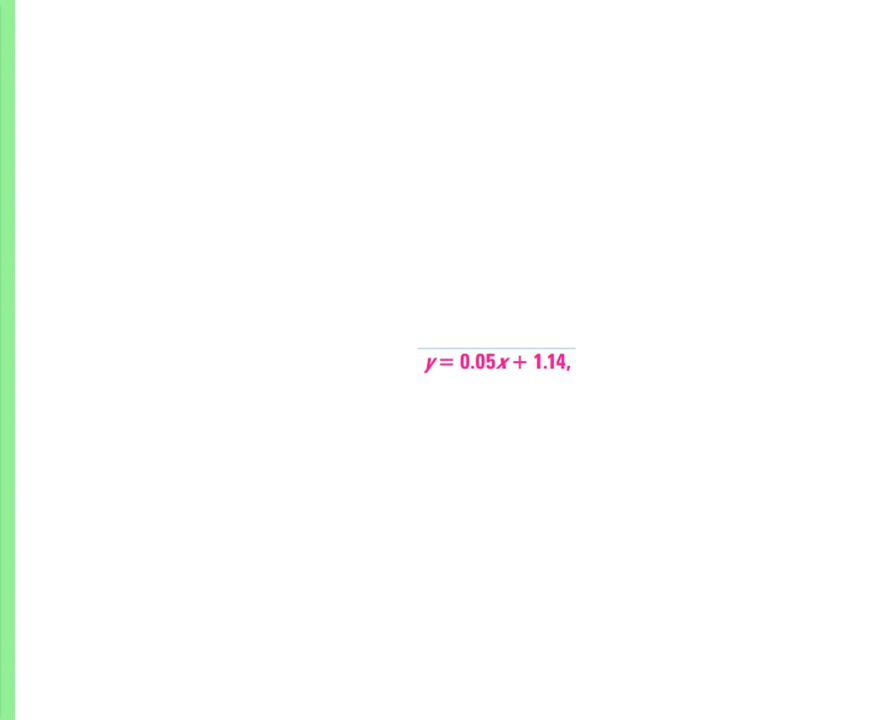 y = 0.05x + 1.14,